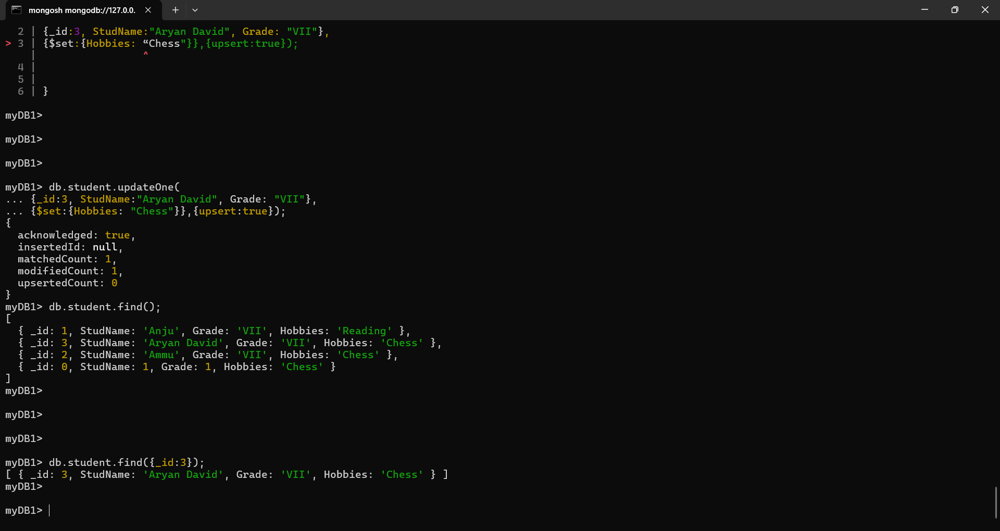 mongosh mongodb://127.0.0.
2 | {_id:3, StudName:"Aryan David", Grade: "VII"},
> 3 | {$set:{Hobbies: “Chess"}},{upsert:true});
| ^
4 |
5 |
6 | }
myDB1>
myDB1>
myDB1>
myDB1> db.student.updateOne(
... {_id:3, StudName:"Aryan David", Grade: "VII"},
... {$set:{Hobbies: "Chess"}},{upsert:true});
{
  acknowledged: true,
  insertedId: null,
  matchedCount: 1,
  modifiedCount: 1,
  upsertedCount: 0
}
myDB1> db.student.find();
[
  { _id: 1, StudName: 'Anju', Grade: 'VII', Hobbies: 'Reading' },
  { _id: 3, StudName: 'Aryan David', Grade: 'VII', Hobbies: 'Chess' },
  { _id: 2, StudName: 'Ammu', Grade: 'VII', Hobbies: 'Chess' },
  { _id: 0, StudName: 1, Grade: 1, Hobbies: 'Chess' }
]
myDB1>
myDB1>
myDB1>
myDB1> db.student.find({_id:3});
[ { _id: 3, StudName: 'Aryan David', Grade: 'VII', Hobbies: 'Chess' } ]
myDB1>
myDB1>